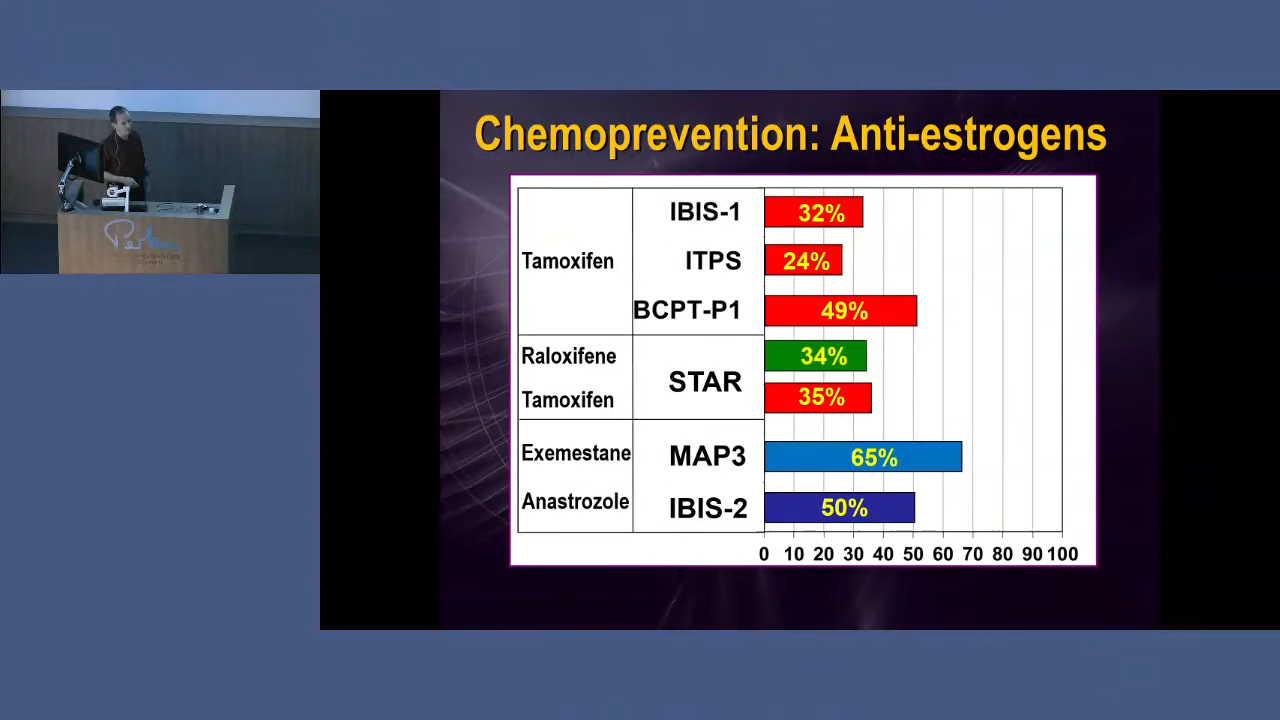 Chemoprevention: Anti-estrogens
IBIS-1
32%
Tamoxifen
ITPS
24%
BCPT-P1
49%
Raloxifene
34%
STAR
Tamoxifen
35%
Exemestane
MAP3
65%
Anastrozole
IBIS-2
50%
0 10 20 30 40 50 60 70 80 90 100